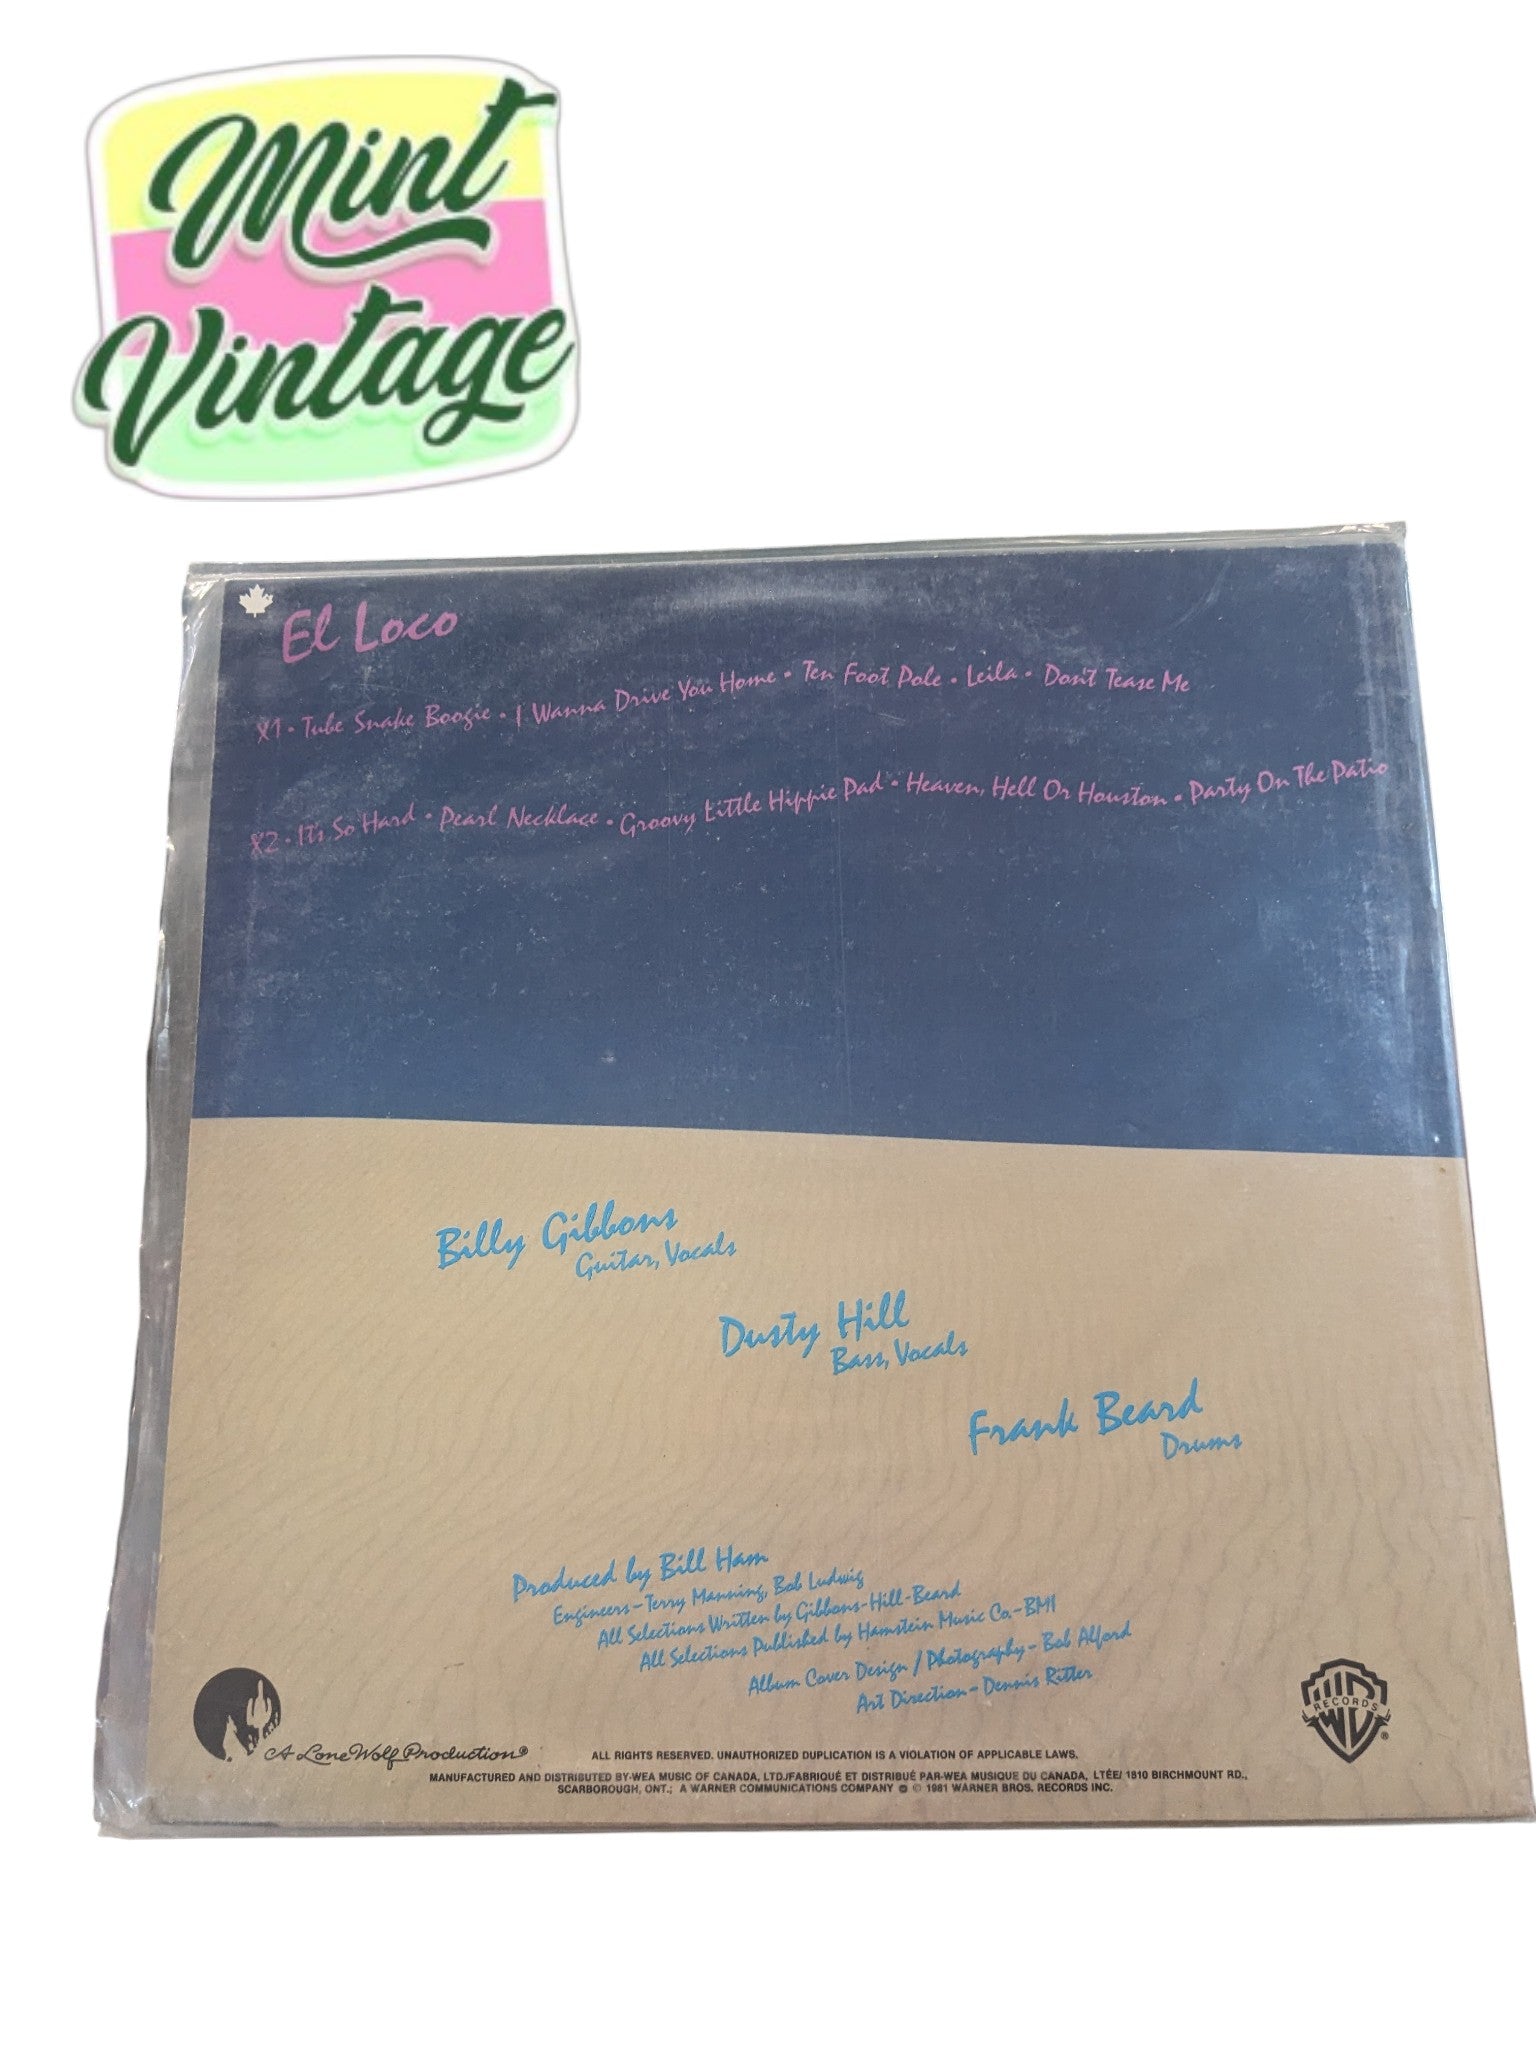 Mint
Vintage
El Loco
X1 • Tube Snake Boogie • I Wanna Drive You Home • Ten Foot Pole • Leila • Don't Tease Me
X2 • It's So Hard • Pearl Necklace • Groovy Little Hippie Pad • Heaven, Hell Or Houston • Party On The Patio
Billy Gibbons
Guitar, Vocals
Dusty Hill
Bass, Vocals
Frank Beard
Drums
Produced by Bill Ham
Engineers – Terry Manning, Bob Ludwig
All Selections Written by Gibbons-Hill-Beard
All Selections Published by Hamstein Music Co.-BMI
Album Cover Design / Photography – Bob Alford
Art Direction – Dennis Ritter
A Lone Wolf Production®
WB
RECORDS
®
ALL RIGHTS RESERVED. UNAUTHORIZED DUPLICATION IS A VIOLATION OF APPLICABLE LAWS.
MANUFACTURED AND DISTRIBUTED BY-WEA MUSIC OF CANADA, LTD./FABRIQUÉ ET DISTRIBUÉ PAR-WEA MUSIQUE DU CANADA, LTÉE/ 1810 BIRCHMOUNT RD.,
SCARBOROUGH, ONT.; A WARNER COMMUNICATIONS COMPANY ℗ © 1981 WARNER BROS. RECORDS INC.